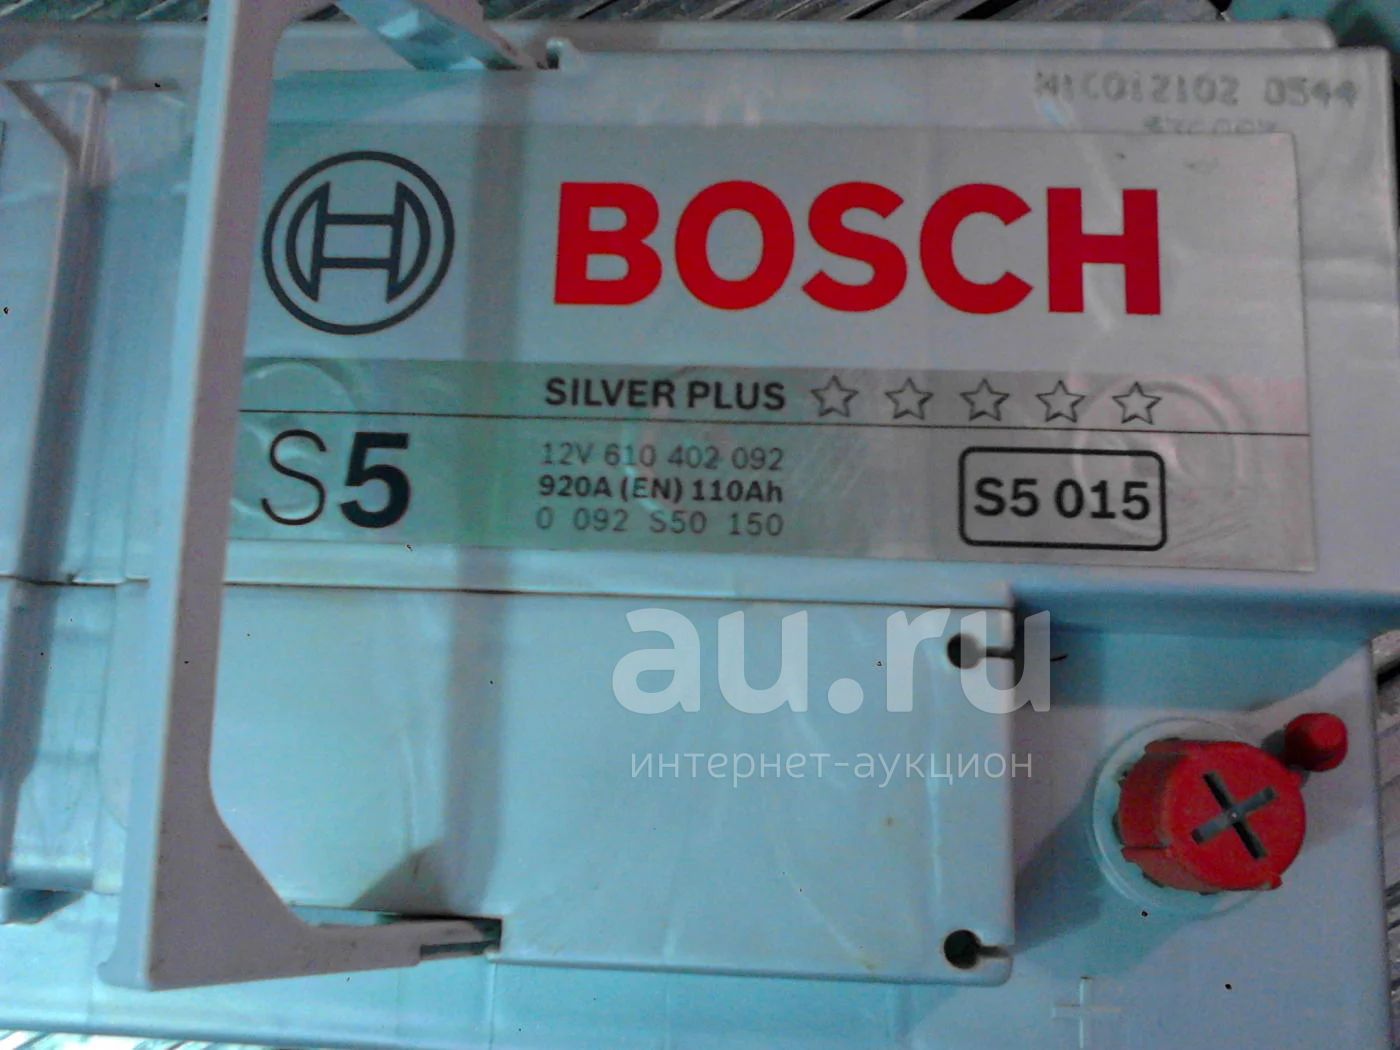 0544
BOSCH
SILVER PLUS
S5
12V 610 402 092
920A (EN) 110Ah
0 092 S50 150
S5 015
au.ru
интернет-аукцион
+